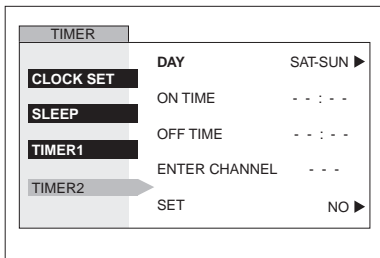 TIMER
CLOCK SET
SLEEP
TIMER1
TIMER2
DAY SAT-SUN ▶
ON TIME - - : - -
OFF TIME - - : - -
ENTER CHANNEL - - -
SET NO ▶